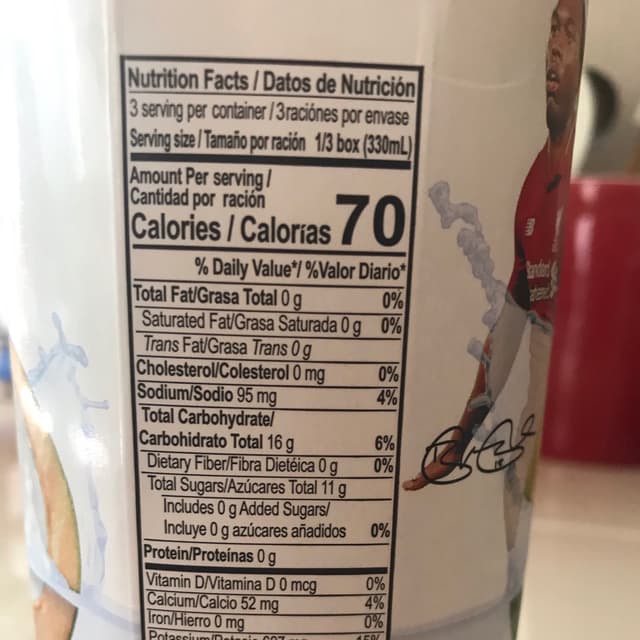 Nutrition Facts / Datos de Nutrición
3 serving per container / 3 raciónes por envase
Serving size / Tamaño por ración 1/3 box (330mL)
Amount Per serving /
Cantidad por ración
Calories / Calorías 70
% Daily Value*/ %Valor Diario*
Total Fat/Grasa Total 0 g 0%
Saturated Fat/Grasa Saturada 0 g 0%
Trans Fat/Grasa Trans 0 g
Cholesterol/Colesterol 0 mg 0%
Sodium/Sodio 95 mg 4%
Total Carbohydrate/
Carbohidrato Total 16 g 6%
Dietary Fiber/Fibra Dietéica 0 g 0%
Total Sugars/Azúcares Total 11 g
Includes 0 g Added Sugars/
Incluye 0 g azúcares añadidos 0%
Protein/Proteínas 0 g
Vitamin D/Vitamina D 0 mcg 0%
Calcium/Calcio 52 mg 4%
Iron/Hierro 0 mg 0%
Potassium/Potasio
Standard